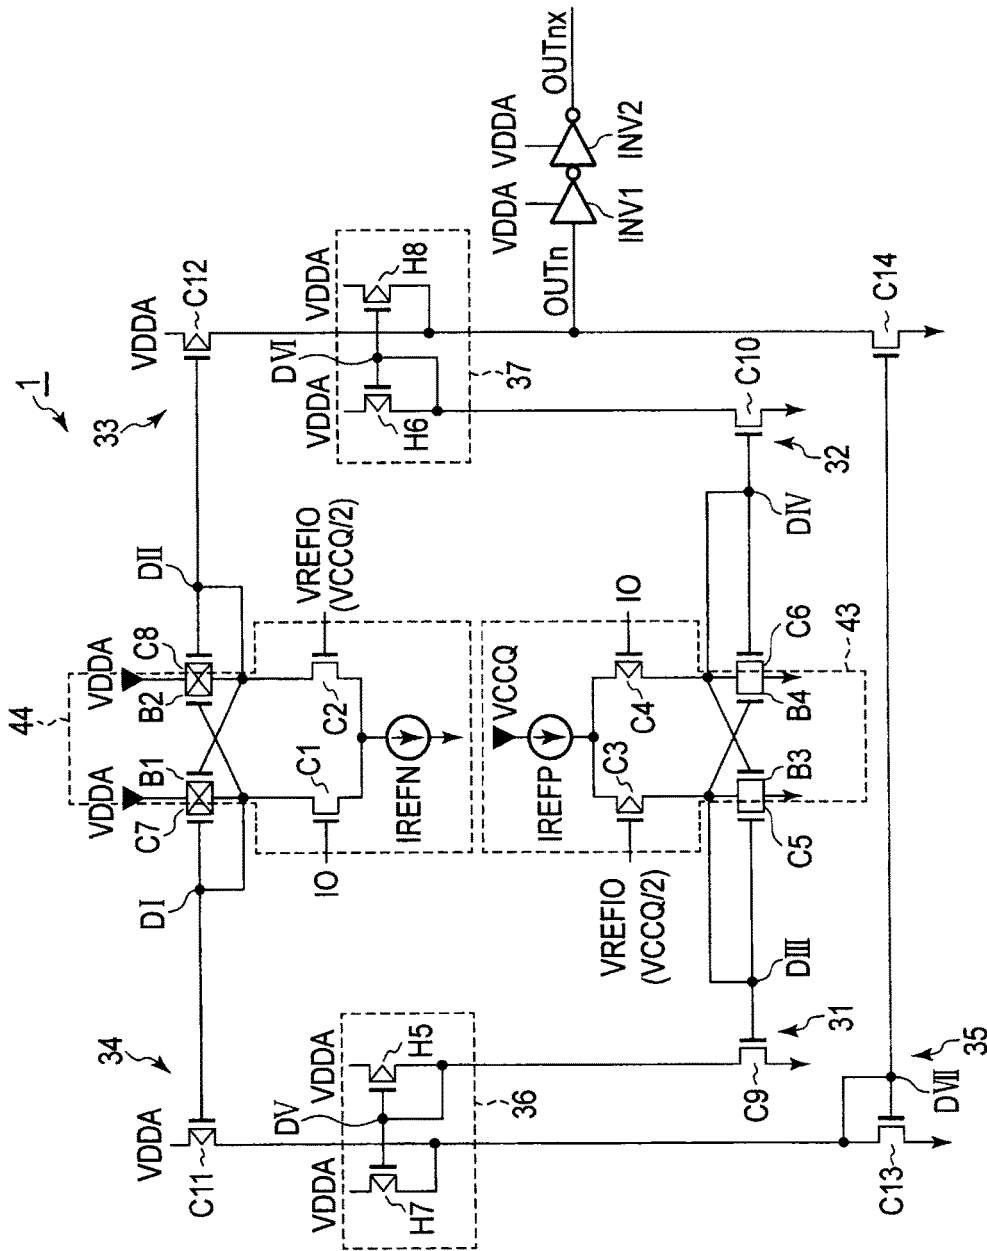 1
44
VDDA
VDDA
34
33
VDDA
C11
DI
C7
B1
B2
C8
DII
VDDA
C12
IO
C1
C2
VREFIO
(VCCQ/2)
IREFN
VDDA
H7
DV
VDDA
H5
36
VDDA
H6
DVI
VDDA
H8
37
VDDA
VDDA
OUTn
OUTnx
INV1
INV2
VCCQ
IREFP
VREFIO
(VCCQ/2)
C3
C4
IO
DIII
DIV
C9
31
C5
B3
B4
C6
43
32
C10
C13
DVII
35
C14